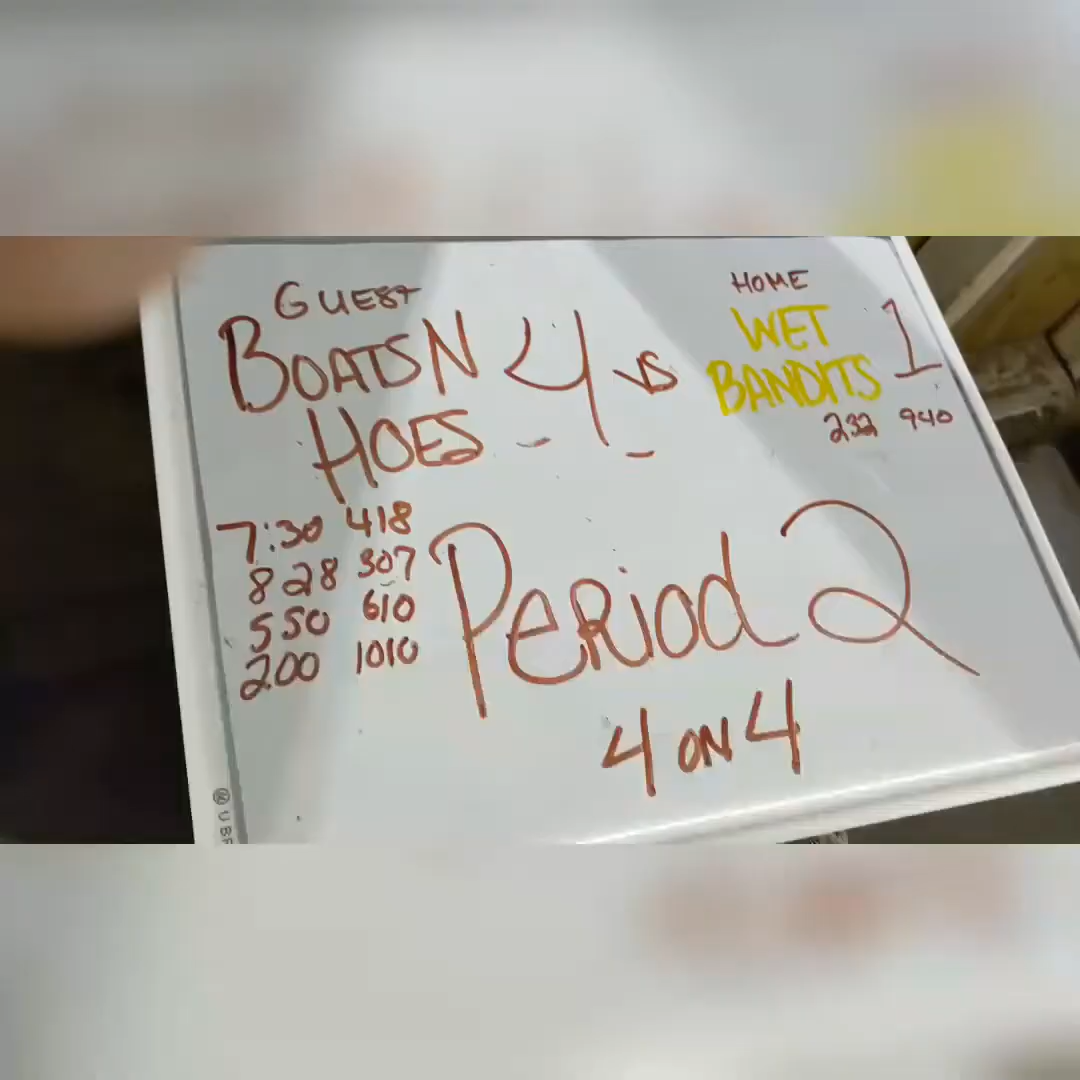 GUEST
BOATSN 4 VS
HOES
HOME
WET
BANDITS 1
232 940
7:30 418
828 307
550 610
200 1010
PERiod 2
4 ON 4